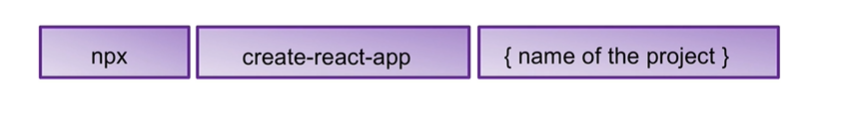 npx create-react-app { name of the project }